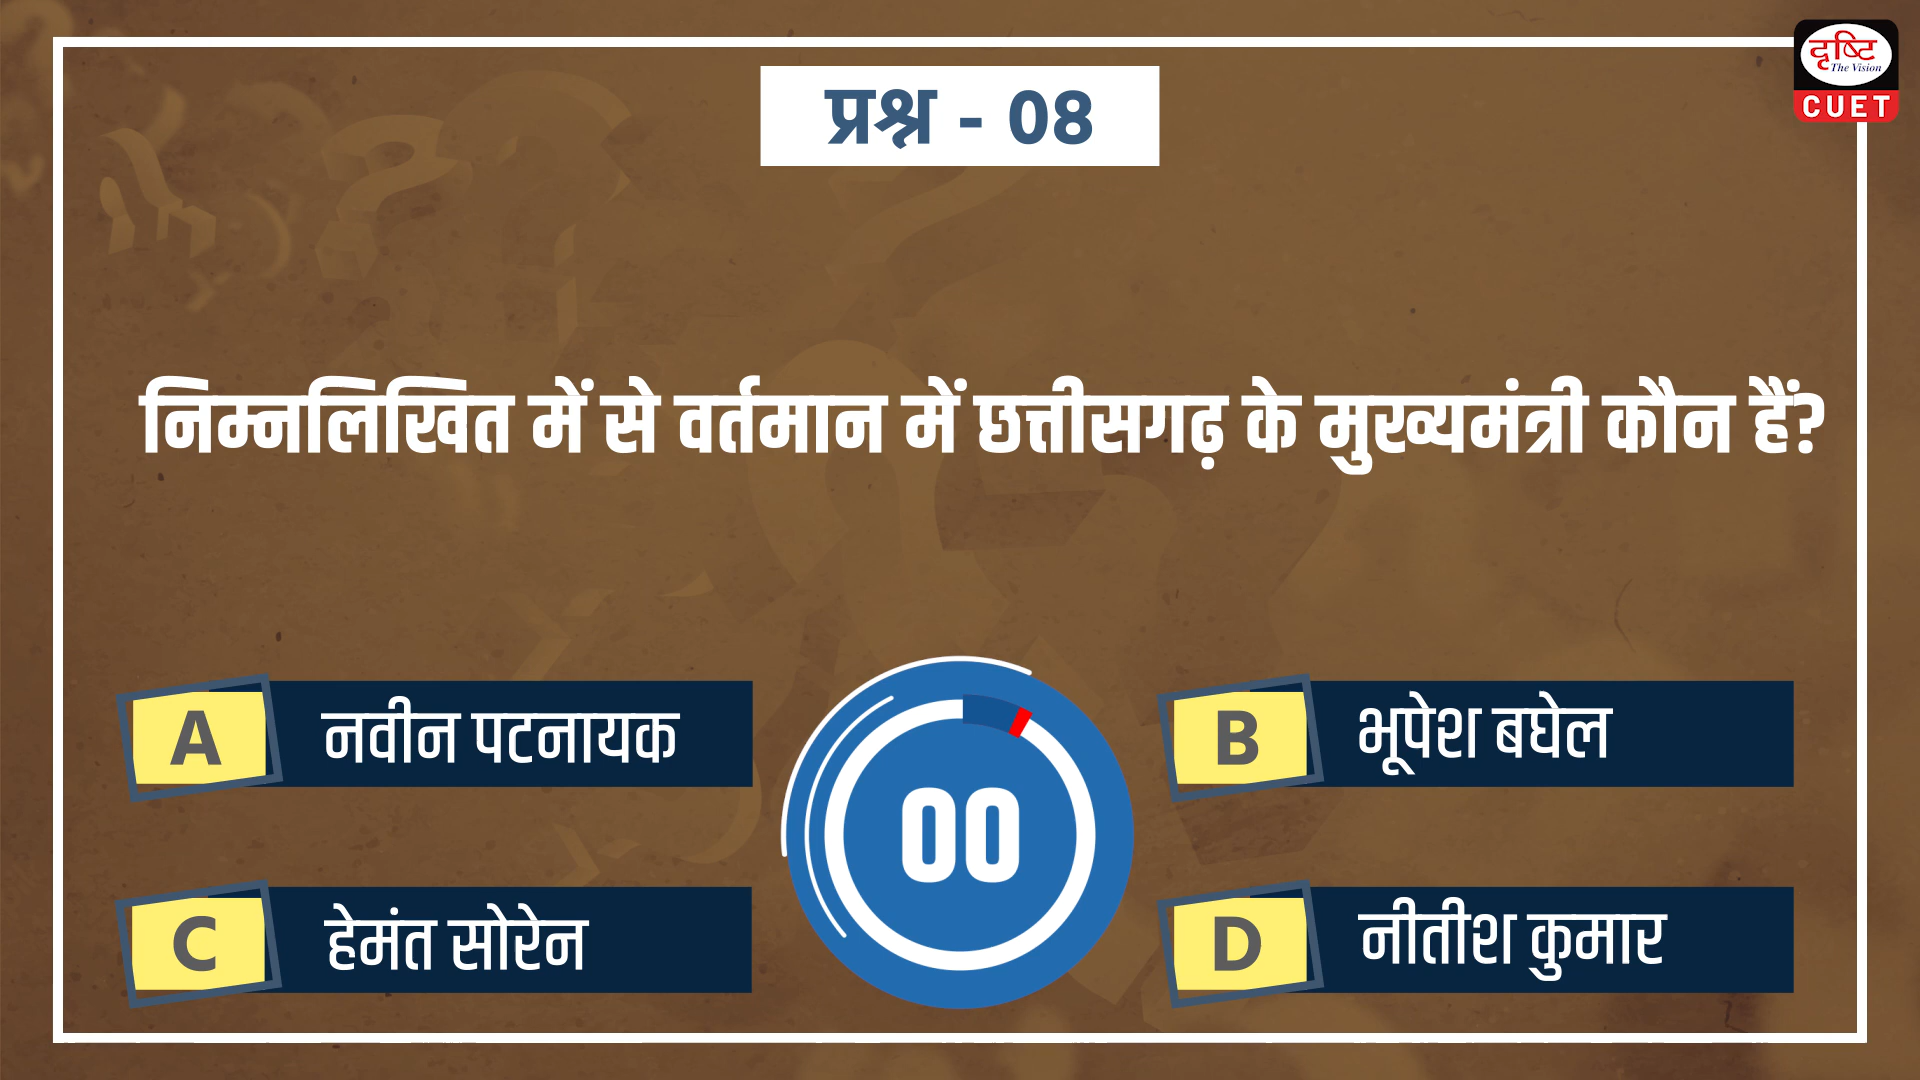 दृष्टि
The Vision
CUET
प्रश्न - 08
निम्नलिखित में से वर्तमान में छत्तीसगढ़ के मुख्यमंत्री कौन हैं?
A नवीन पटनायक
B भूपेश बघेल
00
C हेमंत सोरेन
D नीतीश कुमार